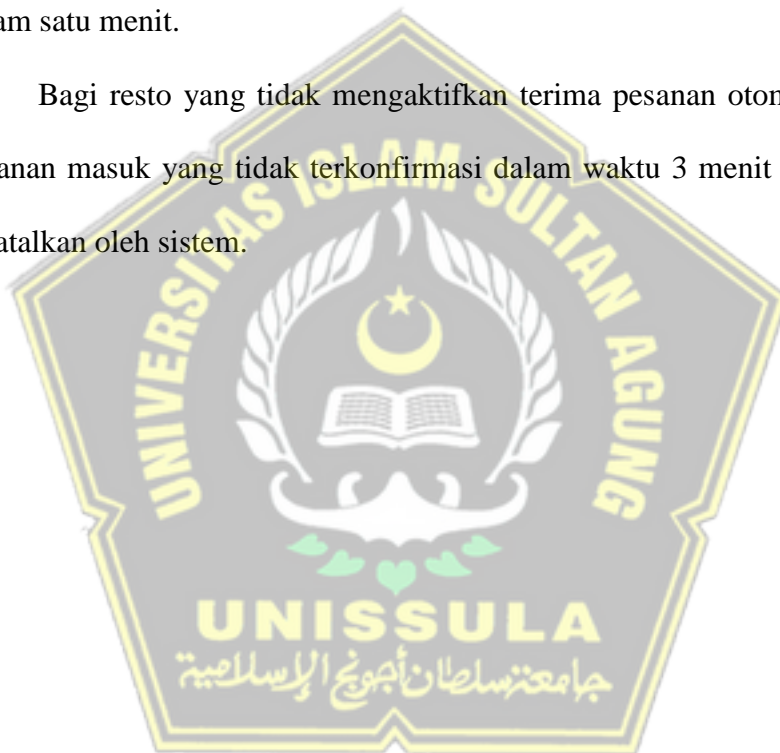 am satu menit.
Bagi resto yang tidak mengaktifkan terima pesanan oton
anan masuk yang tidak terkonfirmasi dalam waktu 3 menit
atalkan oleh sistem.
UNIVERSITAS ISLAM SULTAN AGUNG
UNISSULA
جامعة سلطان أجونج الإسلامية